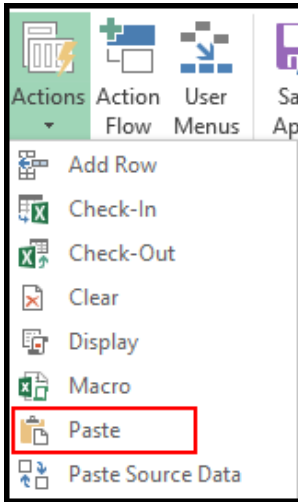 Actions Action User Sa
Flow Menus Ap
Add Row
Check-In
Check-Out
Clear
Display
Macro
Paste
Paste Source Data